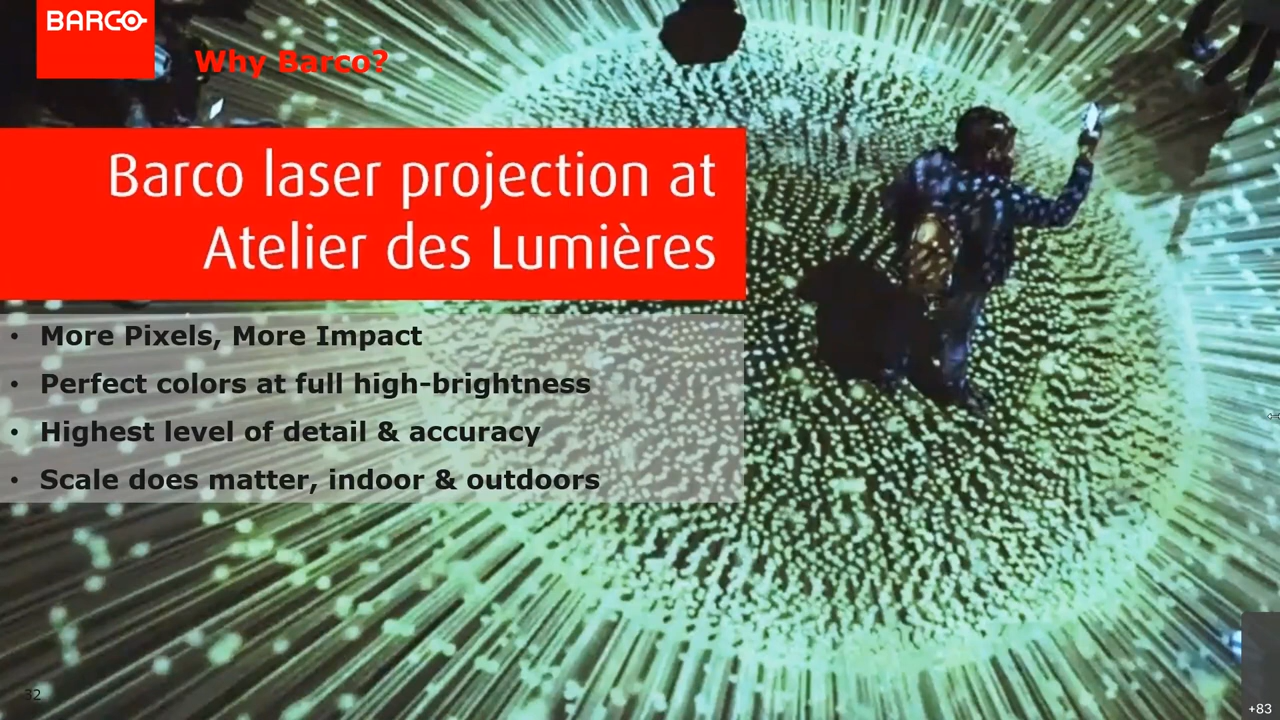 BARCO
Why Barco?
Barco laser projection at
Atelier des Lumières
• More Pixels, More Impact
• Perfect colors at full high-brightness
• Highest level of detail & accuracy
• Scale does matter, indoor & outdoors
32
+83